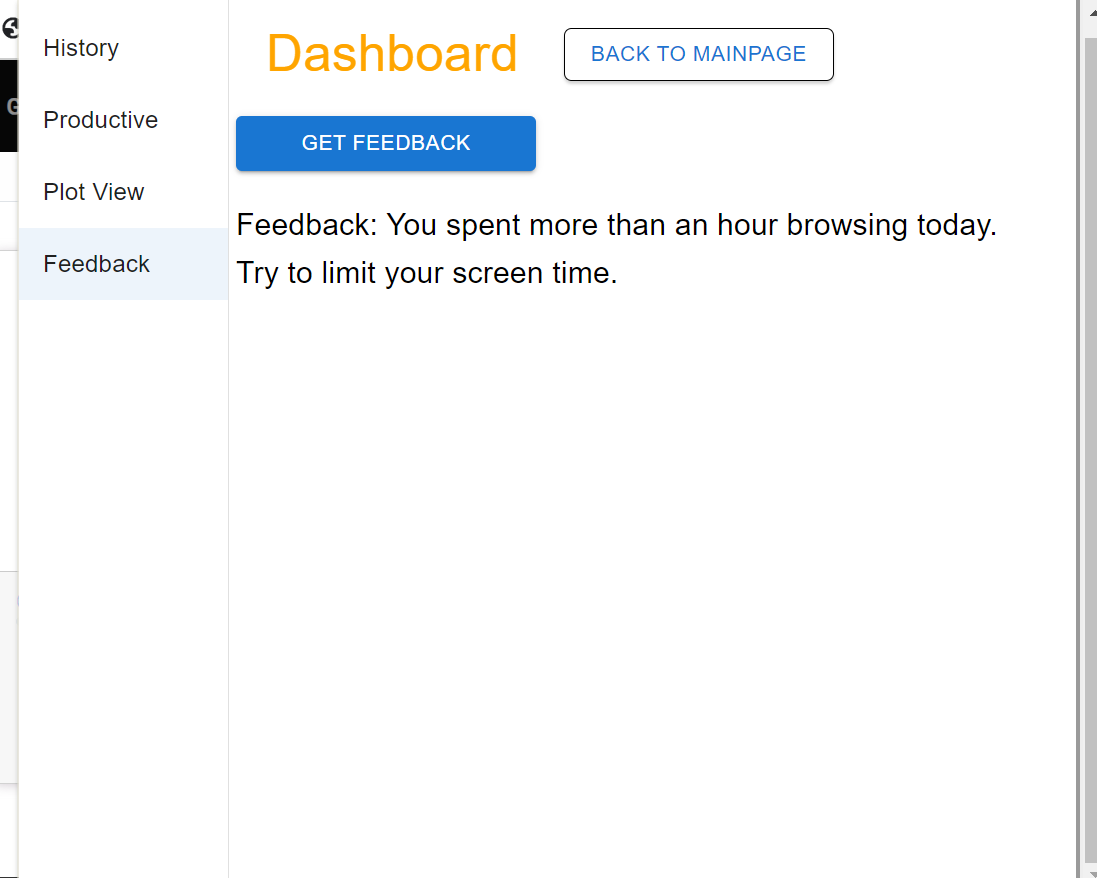 History
Productive
Plot View
Feedback
Dashboard
BACK TO MAINPAGE
GET FEEDBACK
Feedback: You spent more than an hour browsing today.
Try to limit your screen time.